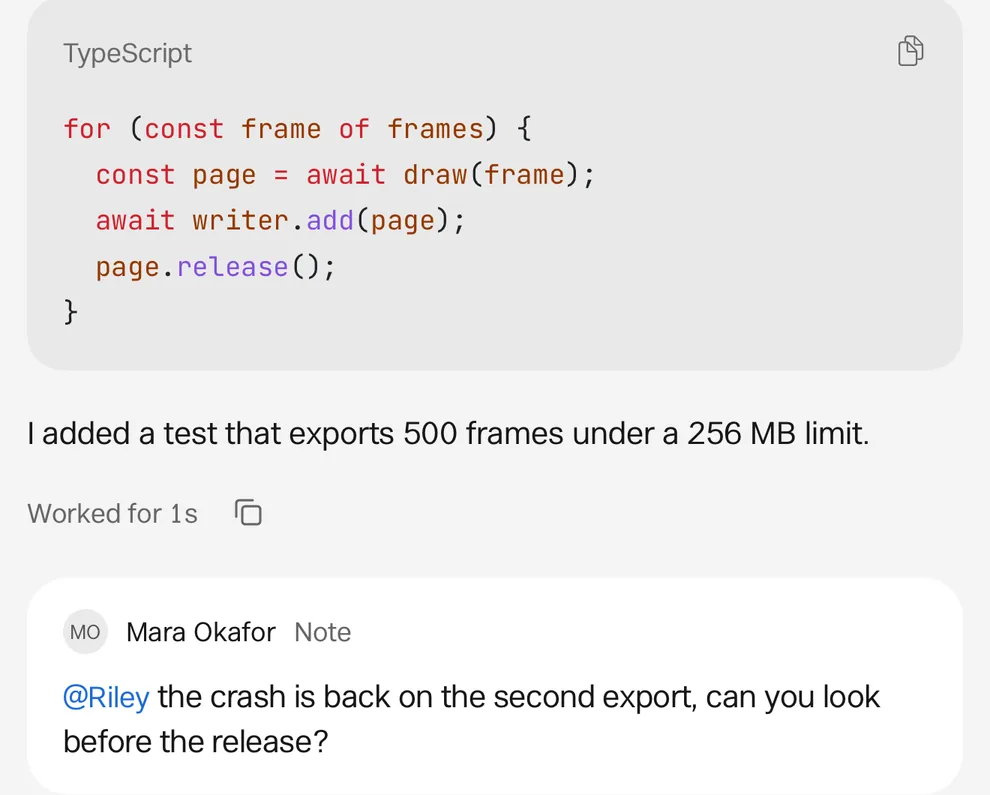 TypeScript
for (const frame of frames) {
  const page = await draw(frame);
  await writer.add(page);
  page.release();
}
I added a test that exports 500 frames under a 256 MB limit.
Worked for 1s
MO Mara Okafor Note
@Riley the crash is back on the second export, can you look
before the release?